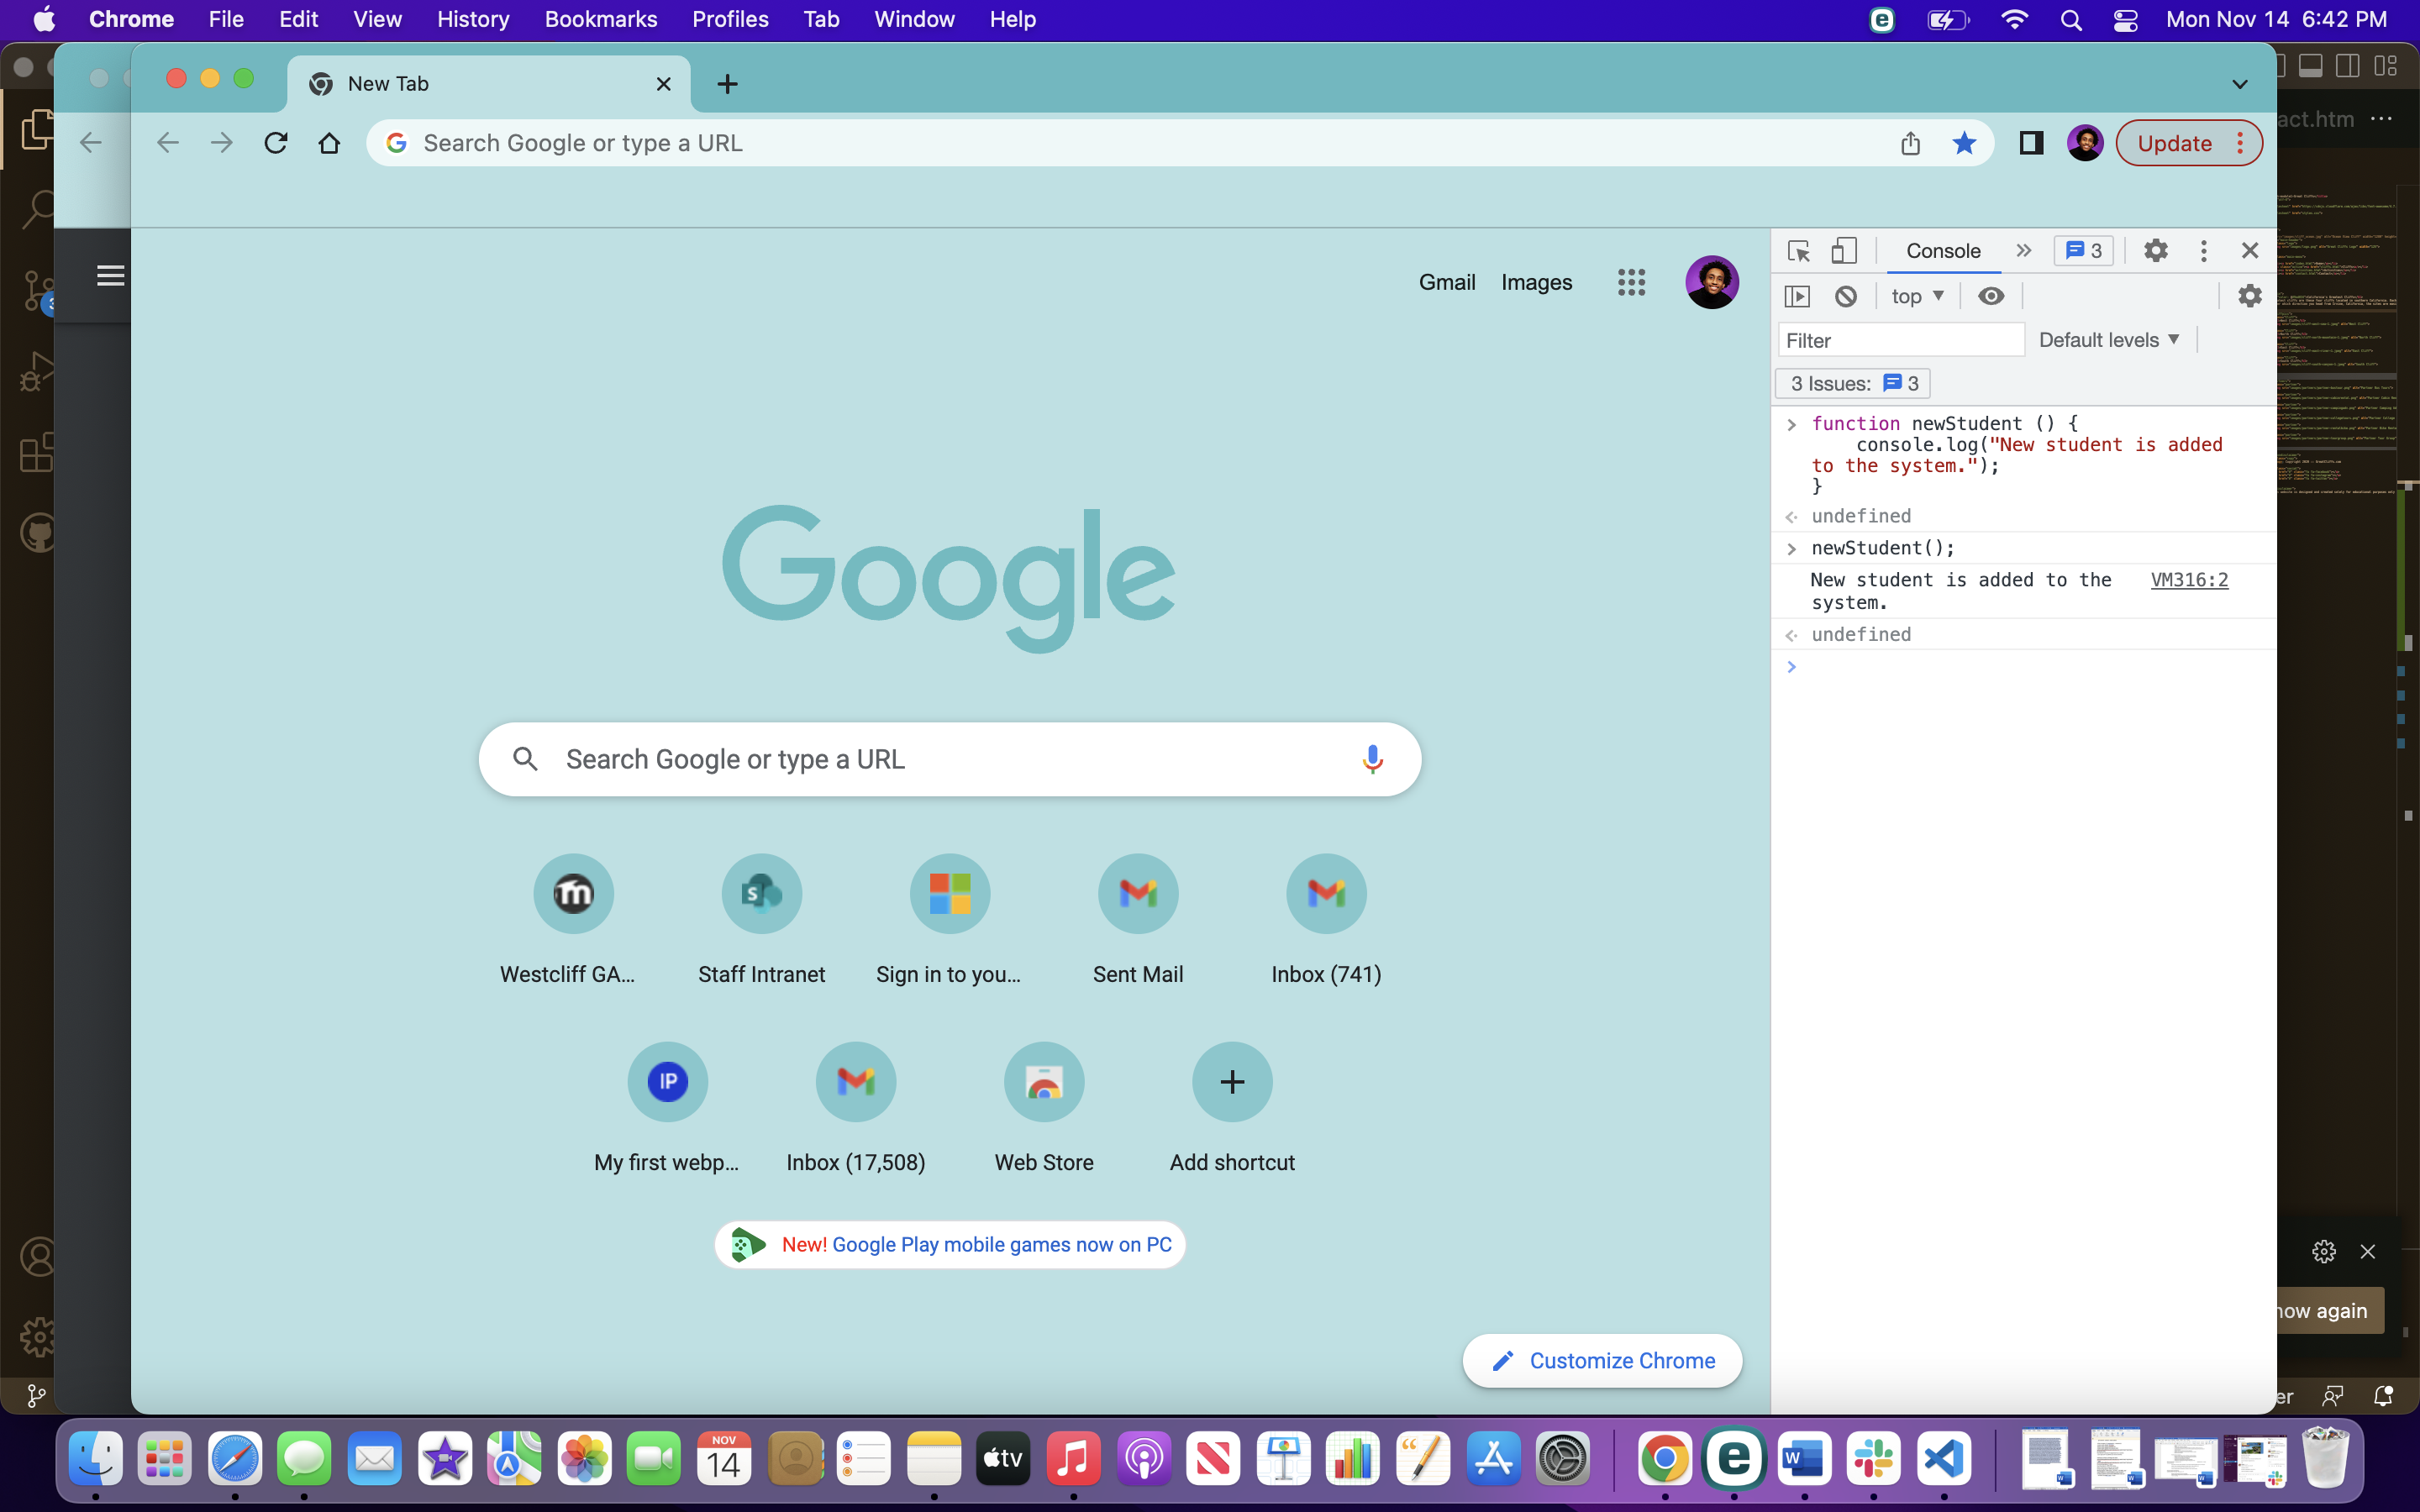 Chrome File Edit View History Bookmarks Profiles Tab Window Help Mon Nov 14 6:42 PM
New Tab
Search Google or type a URL
Update
act.htm
Gmail Images
Google
Search Google or type a URL
Westcliff GA...
Staff Intranet
Sign in to you...
Sent Mail
Inbox (741)
My first webp...
Inbox (17,508)
Web Store
Add shortcut
New! Google Play mobile games now on PC
Customize Chrome
Console 3
top
Filter
Default levels
3 Issues: 3
function newStudent () {
console.log("New student is added
to the system.");
}
undefined
newStudent();
New student is added to the VM316:2
system.
undefined
now again
er
IP
S
NOV
14
tv
W